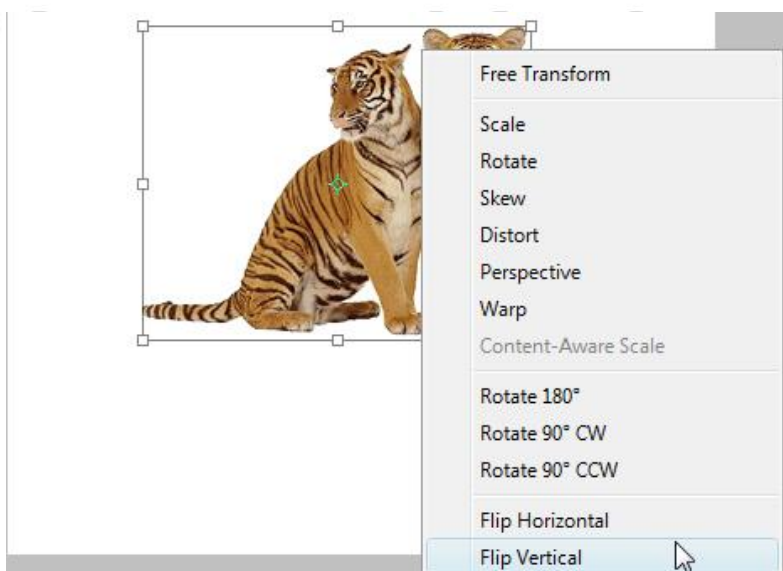 Free Transform
Scale
Rotate
Skew
Distort
Perspective
Warp
Content-Aware Scale
Rotate 180°
Rotate 90° CW
Rotate 90° CCW
Flip Horizontal
Flip Vertical